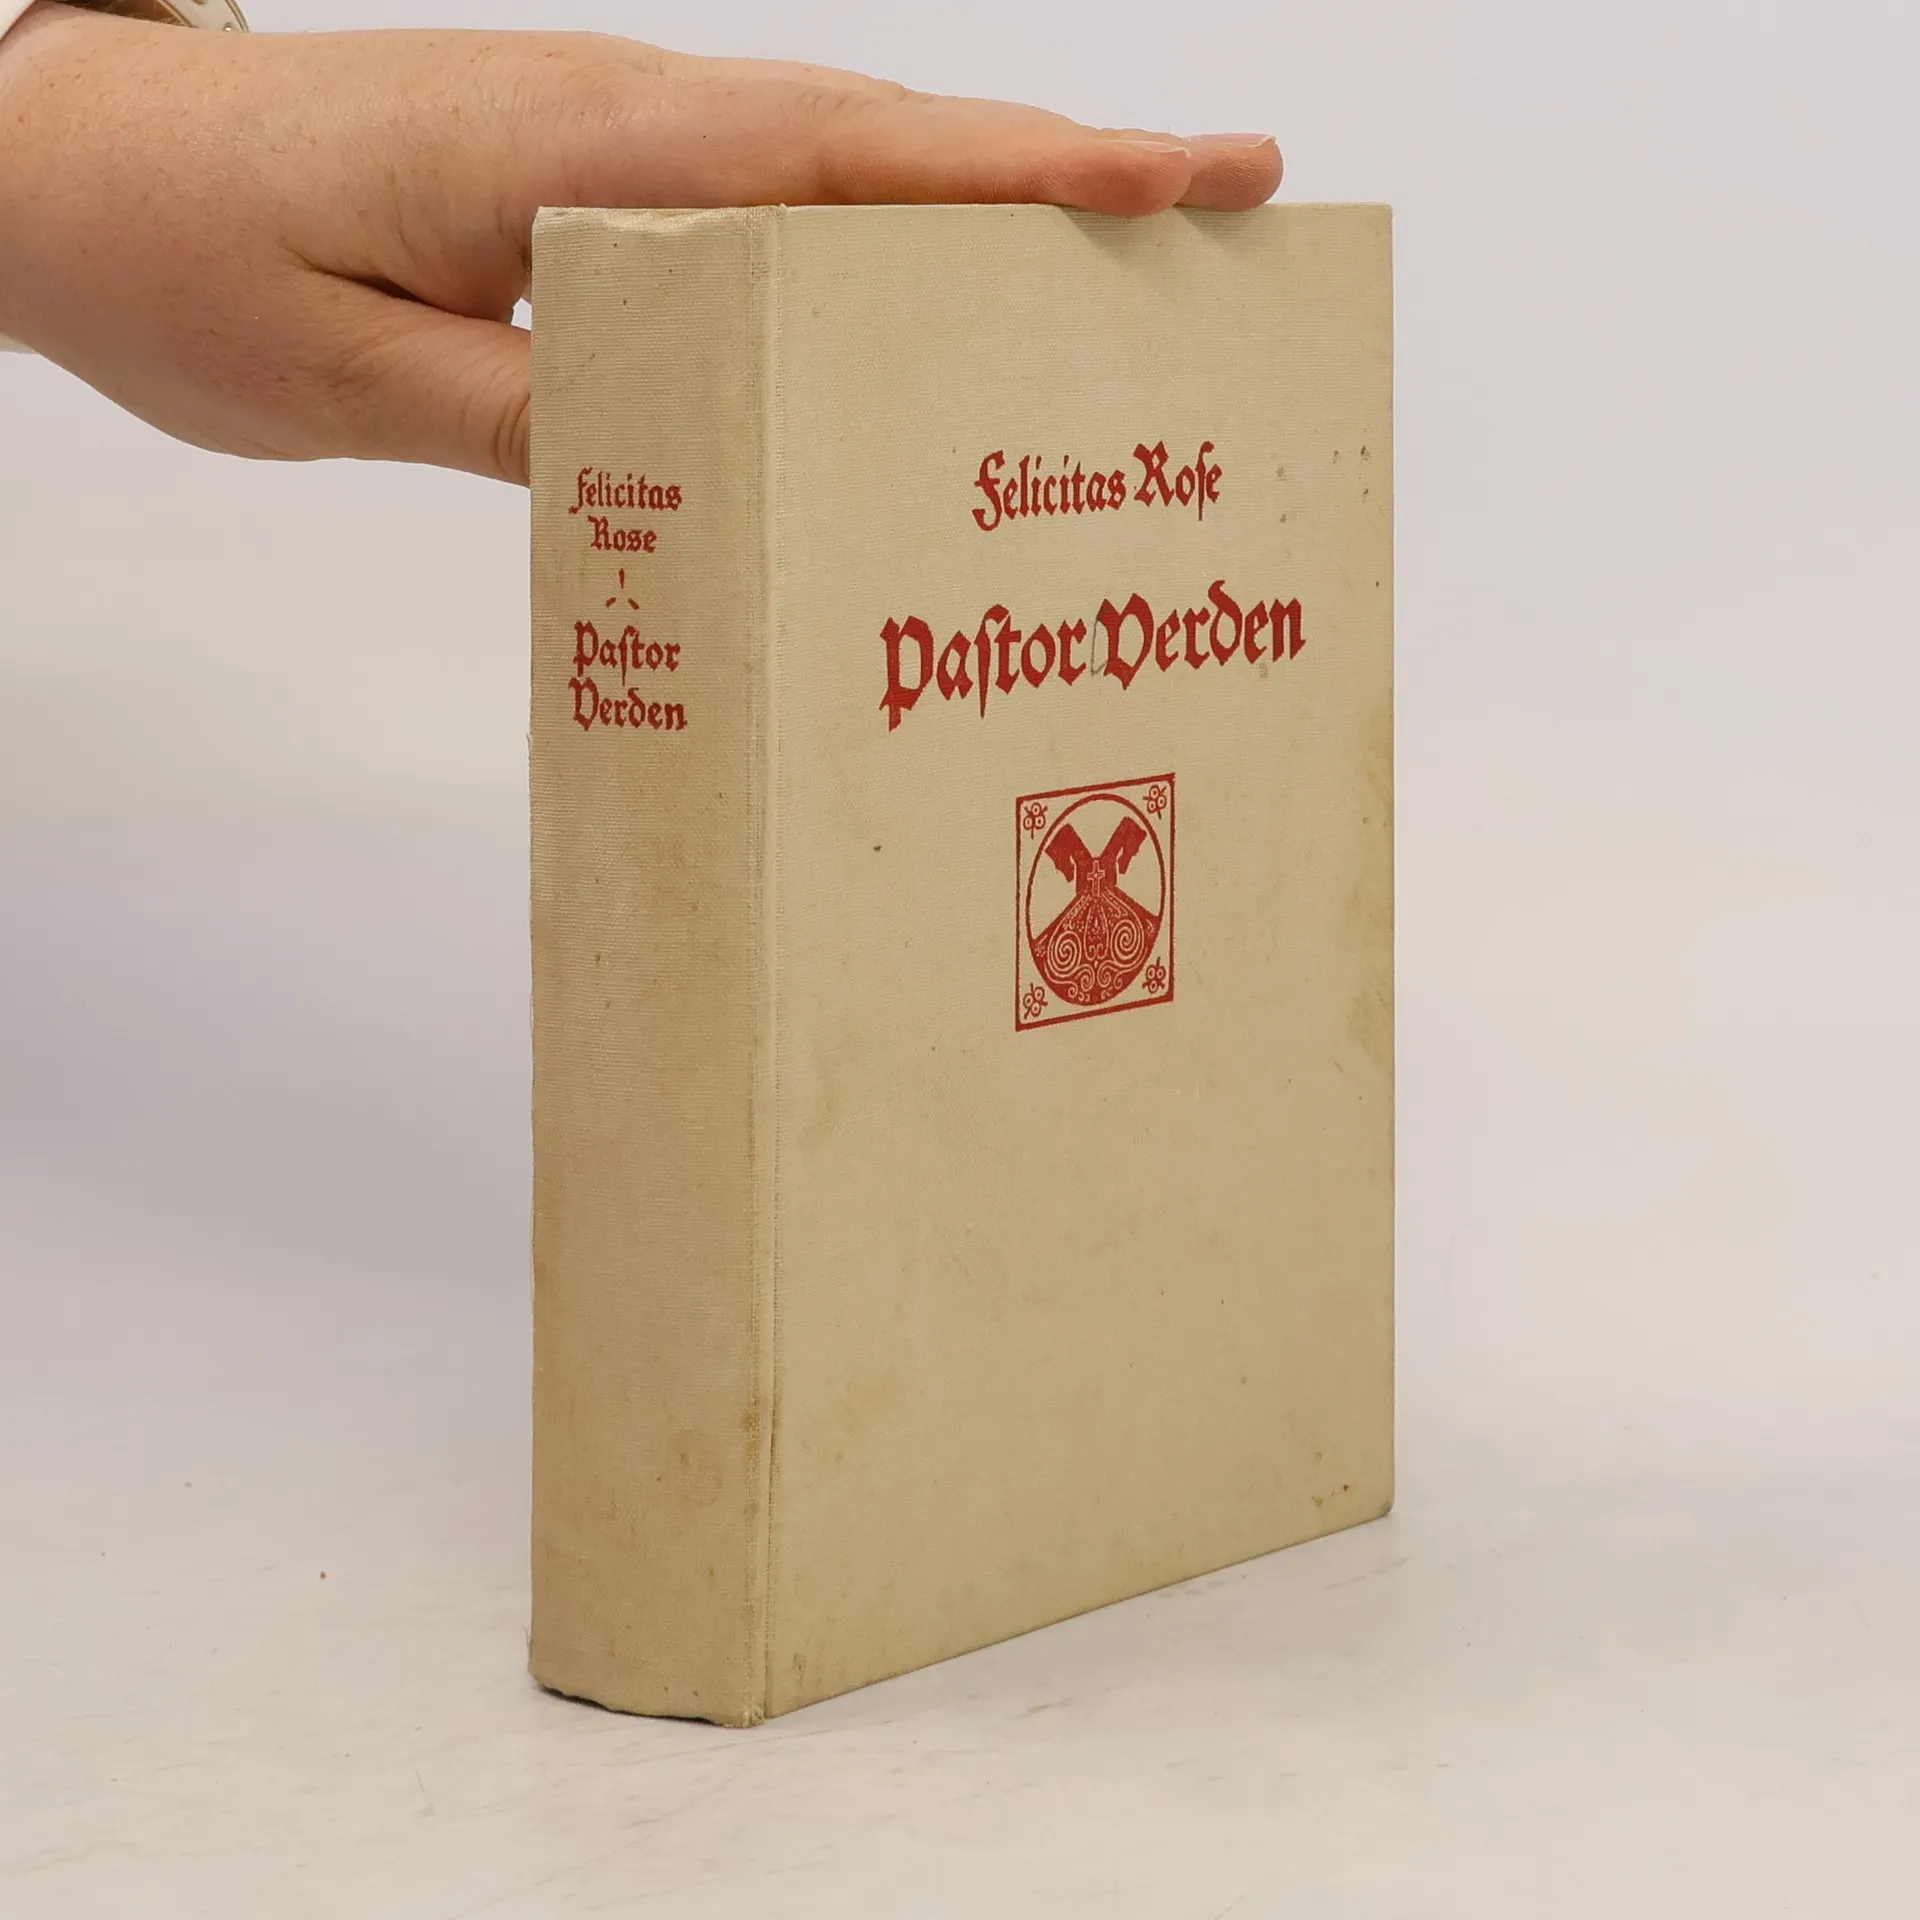 Felicitas
Rose
Paſtor
Verden
Felicitas Roſe
Paſtor Verden